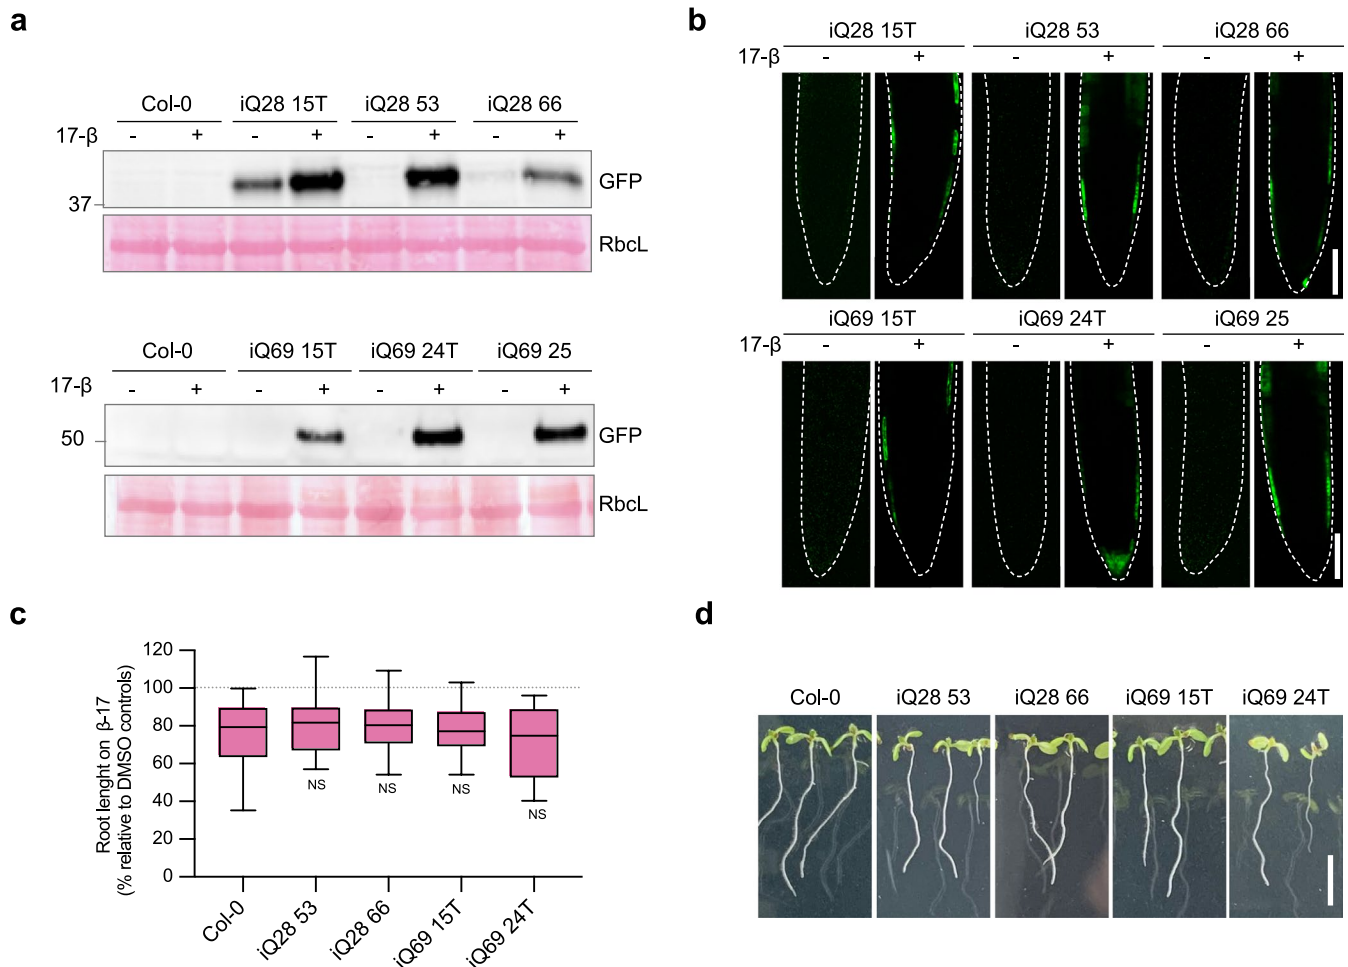 a
Col-0 iQ28 15T iQ28 53 iQ28 66
17-β - + - + - + - +
GFP
37
RbcL
Col-0 iQ69 15T iQ69 24T iQ69 25
17-β - + - + - + - +
50 GFP
RbcL
b
iQ28 15T iQ28 53 iQ28 66
17-β - + - + - +
iQ69 15T iQ69 24T iQ69 25
17-β - + - + - +
c
Root lenght on β-17
(% relative to DMSO controls)
120
100
80
60
40
20
0
NS NS NS NS
Col-0 iQ28 53 iQ28 66 iQ69 15T iQ69 24T
d
Col-0 iQ28 53 iQ28 66 iQ69 15T iQ69 24T